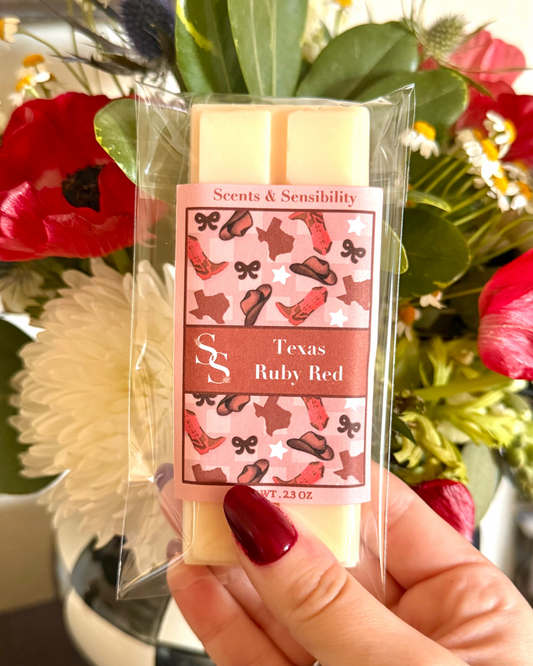 Scents & Sensibility
SS
Texas
Ruby Red
WT. 2.3 OZ